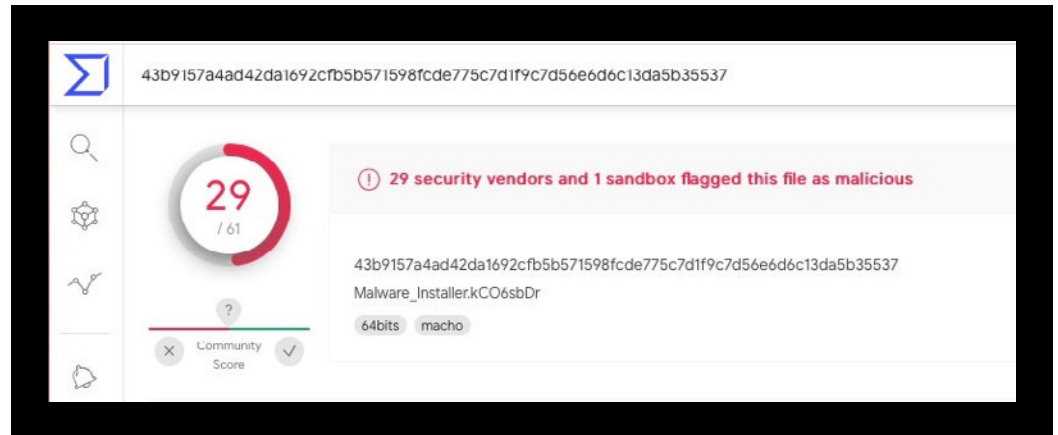 43b9157a4ad42da1692cfb5b571598fcde775c7d1f9c7d56e6d6c13da5b35537
29
/ 61
29 security vendors and 1 sandbox flagged this file as malicious
43b9157a4ad42da1692cfb5b571598fcde775c7d1f9c7d56e6d6c13da5b35537
Malware_Installer.kCO6sbDr
64bits macho
?
Community
Score